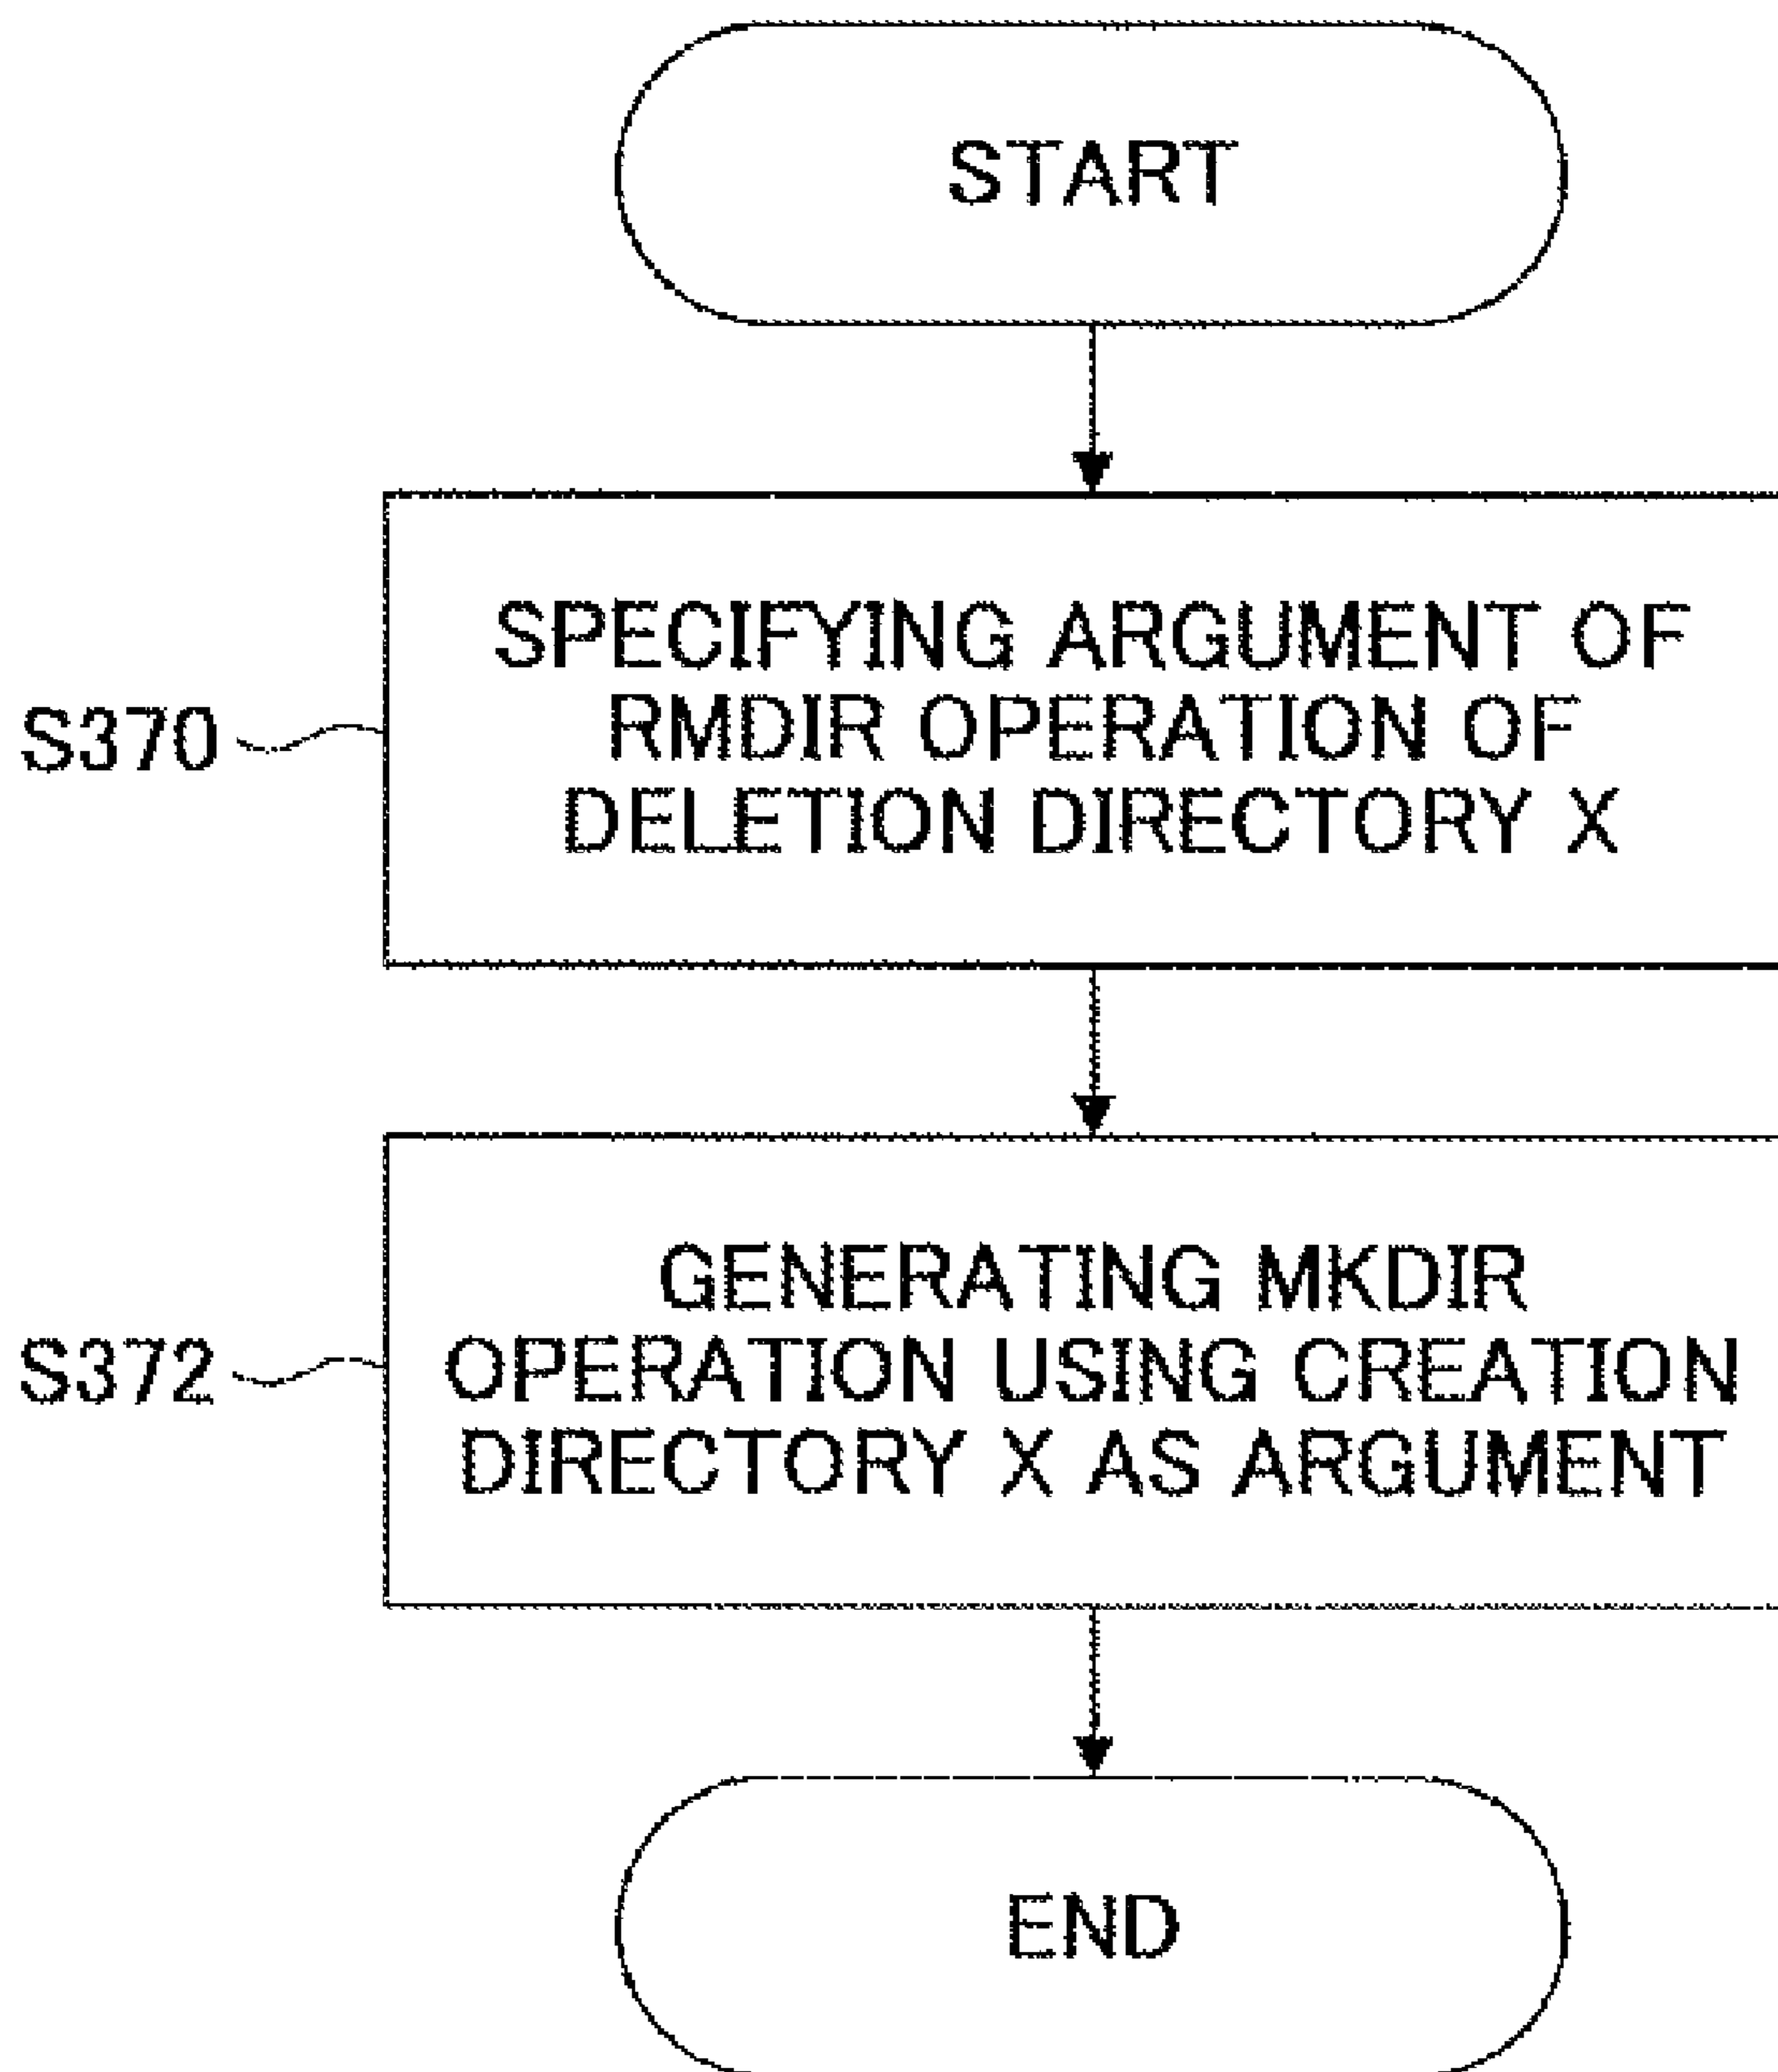 START
S370
SPECIFYING ARGUMENT OF
RMDIR OPERATION OF
DELETION DIRECTORY X
S372
GENERATING MKDIR
OPERATION USING CREATION
DIRECTORY X AS ARGUMENT
END